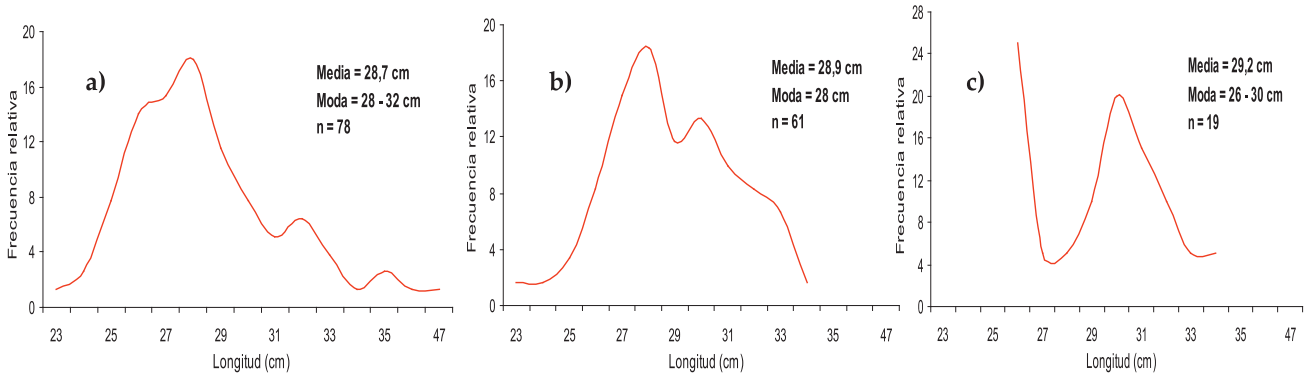 a)
Media = 28,7 cm
Moda = 28 - 32 cm
n = 78
Frecuencia relativa
20
16
12
8
4
0
23 25 27 29 31 33 35 47
Longitud (cm)
b)
Media = 28,9 cm
Moda = 28 cm
n = 61
Frecuencia relativa
20
16
12
8
4
0
23 25 27 29 31 33 35 47
Longitud (cm)
c)
Media = 29,2 cm
Moda = 26 - 30 cm
n = 19
Frecuencia relativa
28
24
20
16
12
8
4
0
23 25 27 29 31 33 35 47
Longitud (cm)